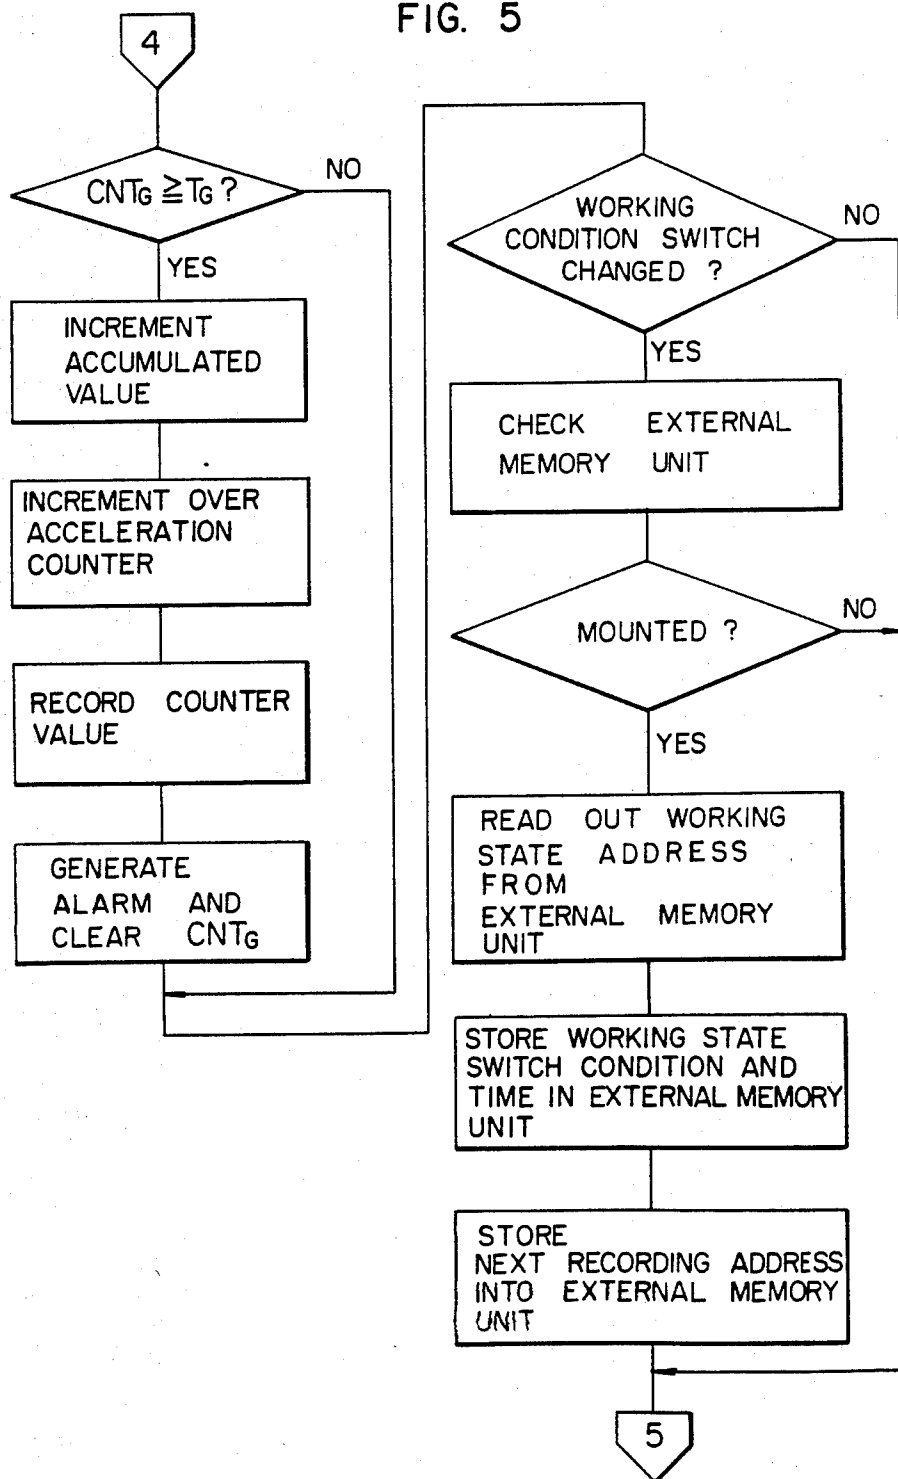 FIG. 5
4
CNTG ≧ TG ?
NO
YES
INCREMENT
ACCUMULATED
VALUE
INCREMENT OVER
ACCELERATION
COUNTER
RECORD COUNTER
VALUE
GENERATE
ALARM AND
CLEAR CNTG
WORKING
CONDITION SWITCH
CHANGED ?
NO
YES
CHECK EXTERNAL
MEMORY UNIT
MOUNTED ?
NO
YES
READ OUT WORKING
STATE ADDRESS
FROM
EXTERNAL MEMORY
UNIT
STORE WORKING STATE
SWITCH CONDITION AND
TIME IN EXTERNAL MEMORY
UNIT
STORE
NEXT RECORDING ADDRESS
INTO EXTERNAL MEMORY
UNIT
5